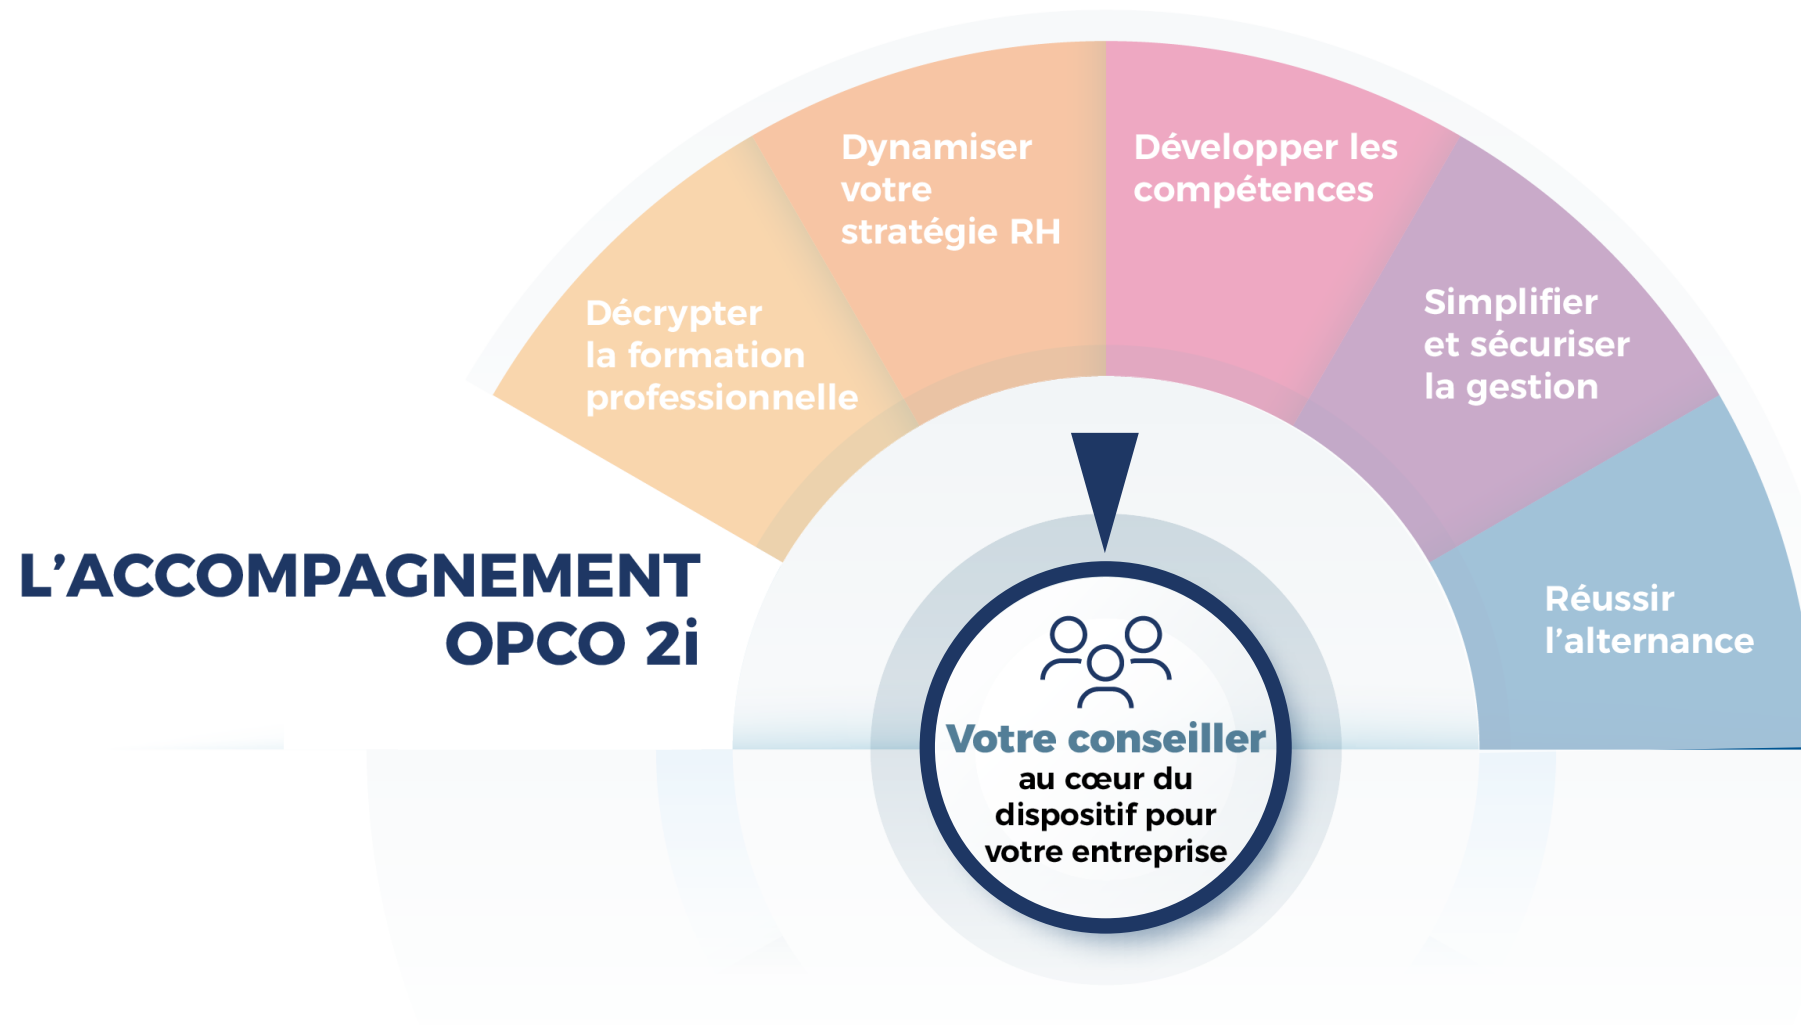 Dynamiser
votre
stratégie RH
Développer les
compétences
Décrypter
la formation
professionnelle
Simplifier
et sécuriser
la gestion
Réussir
l’alternance
L’ACCOMPAGNEMENT
OPCO 2i
Votre conseiller
au cœur du
dispositif pour
votre entreprise